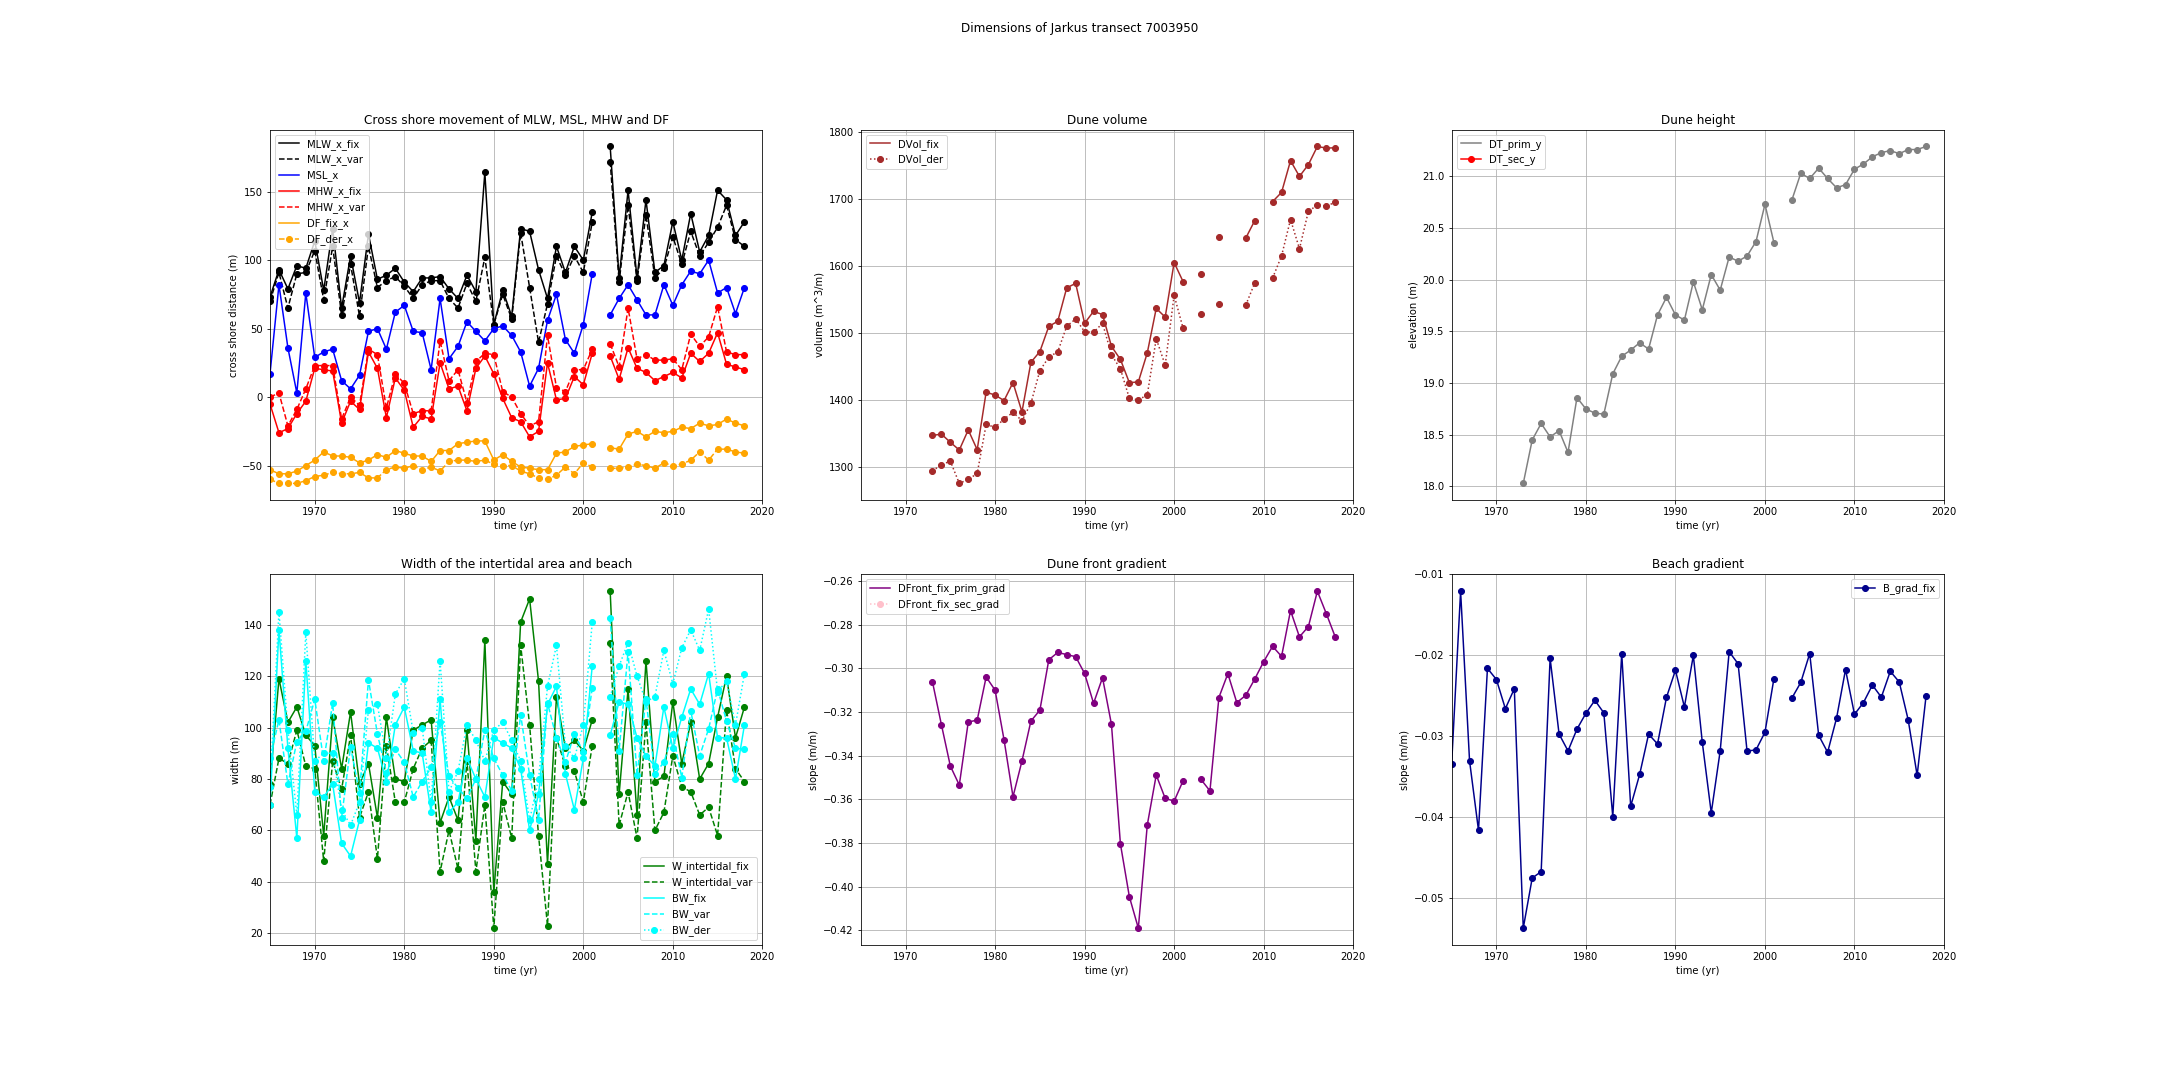 Dimensions of Jarkus transect 7003950
Cross shore movement of MLW, MSL, MHW and DF
MLW_x_fix
MLW_x_var
MSL_x
MHW_x_fix
MHW_x_var
DF_fix_x
DF_der_x
cross shore distance (m)
150
100
50
0
−50
1970 1980 1990 2000 2010 2020
time (yr)
Dune volume
DVol_fix
DVol_der
volume (m^3/m)
1800
1700
1600
1500
1400
1300
1970 1980 1990 2000 2010 2020
time (yr)
Dune height
DT_prim_y
DT_sec_y
elevation (m)
21.0
20.5
20.0
19.5
19.0
18.5
18.0
1970 1980 1990 2000 2010 2020
time (yr)
Width of the intertidal area and beach
width (m)
140
120
100
80
60
40
20
W_intertidal_fix
W_intertidal_var
BW_fix
BW_var
BW_der
1970 1980 1990 2000 2010 2020
time (yr)
Dune front gradient
DFront_fix_prim_grad
DFront_fix_sec_grad
slope (m/m)
−0.26
−0.28
−0.30
−0.32
−0.34
−0.36
−0.38
−0.40
−0.42
1970 1980 1990 2000 2010 2020
time (yr)
Beach gradient
B_grad_fix
slope (m/m)
−0.01
−0.02
−0.03
−0.04
−0.05
1970 1980 1990 2000 2010 2020
time (yr)